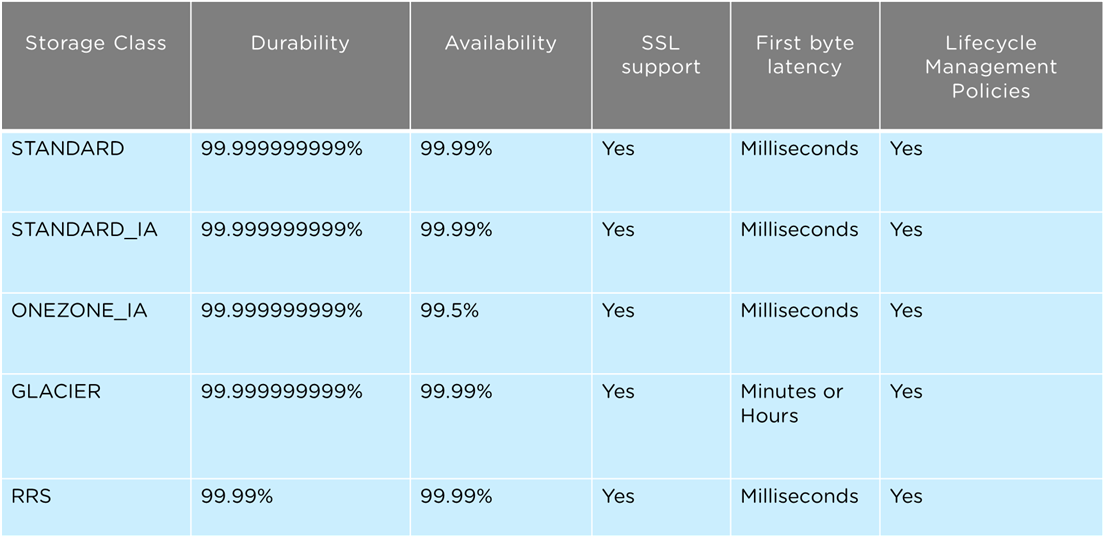 Storage Class Durability Availability SSL support First byte latency Lifecycle Management Policies
STANDARD 99.999999999% 99.99% Yes Milliseconds Yes
STANDARD_IA 99.999999999% 99.99% Yes Milliseconds Yes
ONEZONE_IA 99.999999999% 99.5% Yes Milliseconds Yes
GLACIER 99.999999999% 99.99% Yes Minutes or Hours Yes
RRS 99.99% 99.99% Yes Milliseconds Yes